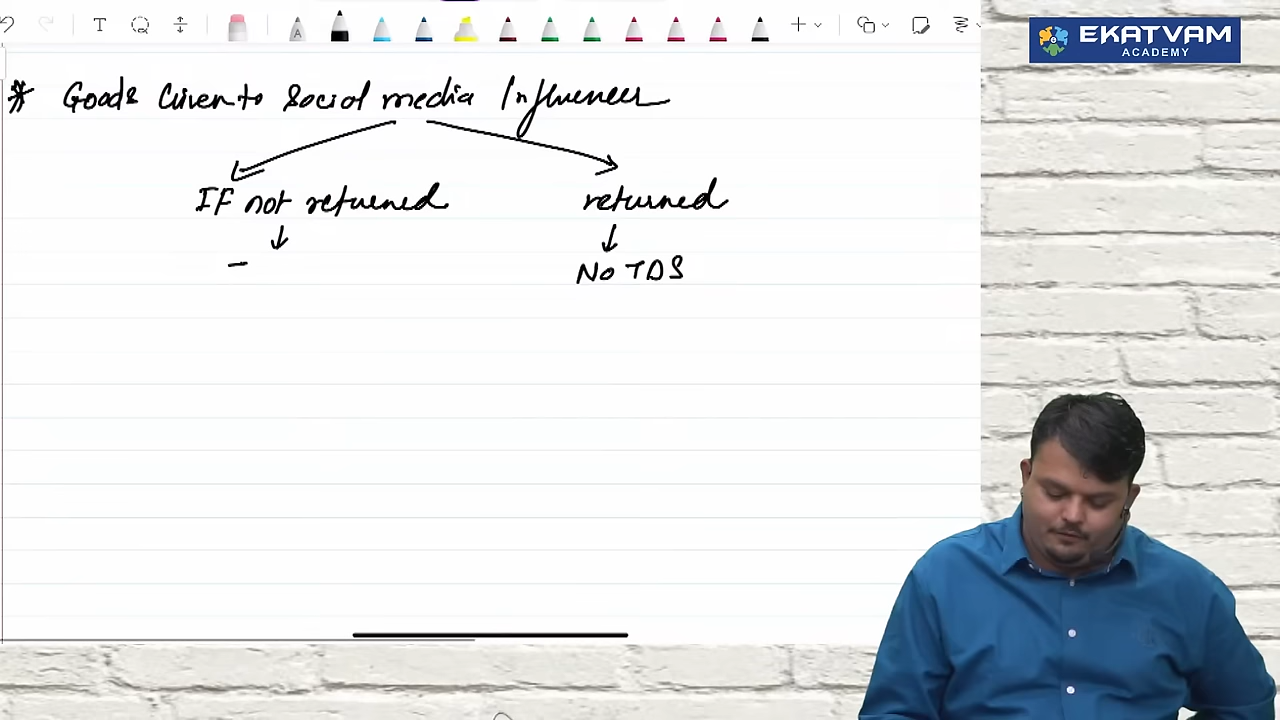 EKATVAM
ACADEMY
* Goods Given to Social media Influencer
IF not returned
returned
No TDS